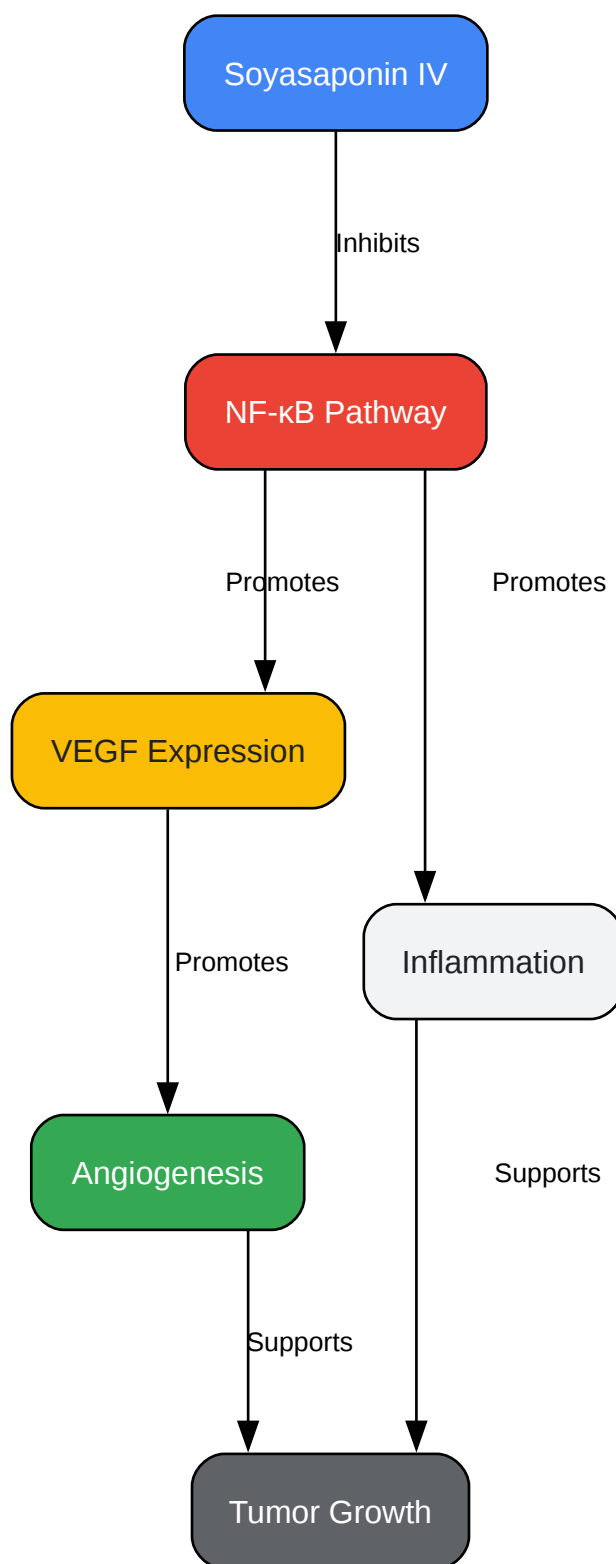 Soyasaponin IV
Inhibits
NF-κB Pathway
Promotes
Promotes
VEGF Expression
Promotes
Inflammation
Angiogenesis
Supports
Supports
Tumor Growth